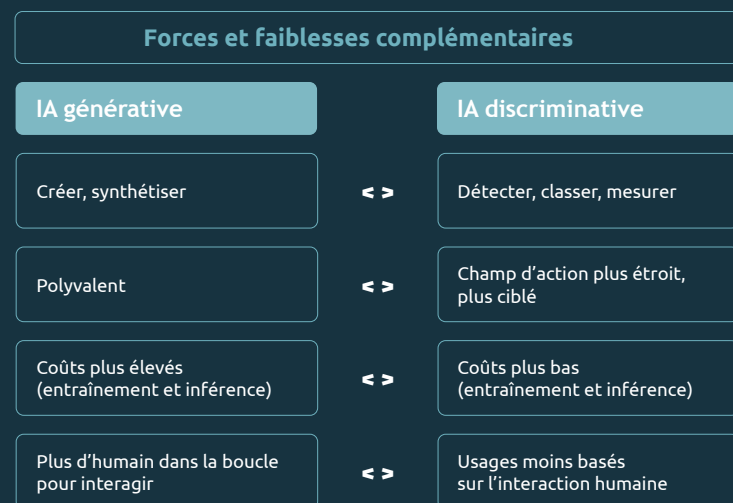 Forces et faiblesses complémentaires
IA générative
IA discriminative
Créer, synthétiser
< >
Détecter, classer, mesurer
Polyvalent
< >
Champ d’action plus étroit,
plus ciblé
Coûts plus élevés
(entraînement et inférence)
< >
Coûts plus bas
(entraînement et inférence)
Plus d’humain dans la boucle
pour interagir
< >
Usages moins basés
sur l’interaction humaine